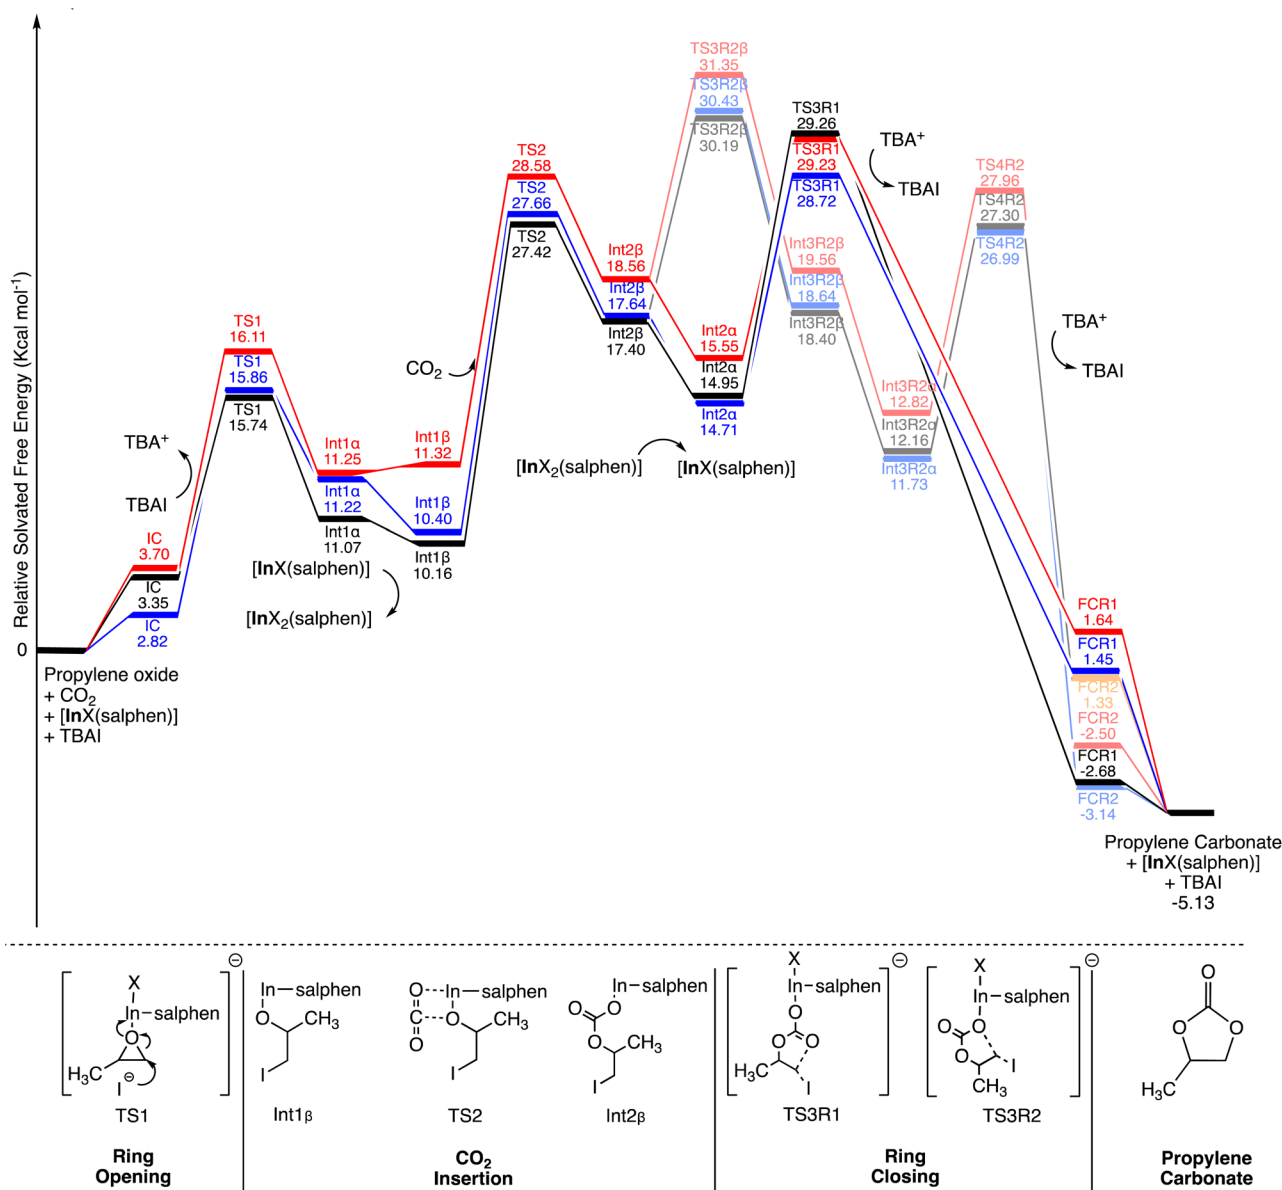 Relative Solvated Free Energy (Kcal mol⁻¹)
0
Propylene oxide
+ CO₂
+ [InX(salphen)]
+ TBAI
IC
3.70
IC
3.35
IC
2.82
TBA⁺
TBAI
TS1
16.11
TS1
15.86
TS1
15.74
Int1α
11.25
Int1α
11.22
Int1α
11.07
[InX(salphen)]
[InX₂(salphen)]
Int1β
11.32
Int1β
10.40
Int1β
10.16
CO₂
TS2
28.58
TS2
27.66
TS2
27.42
Int2β
18.56
Int2β
17.64
Int2β
17.40
[InX₂(salphen)]
[InX(salphen)]
TS3R2β
31.35
TS3R2β
30.43
TS3R2β
30.19
Int2α
15.55
Int2α
14.95
Int2α
14.71
TS3R1
29.26
TS3R1
29.23
TS3R1
28.72
TBA⁺
TBAI
Int3R2β
19.56
Int3R2β
18.64
Int3R2β
18.40
Int3R2α
12.82
Int3R2α
12.16
Int3R2α
11.73
TS4R2
27.96
TS4R2
27.30
TS4R2
26.99
TBA⁺
TBAI
FCR1
1.64
FCR1
1.45
FCR2
1.33
FCR2
-2.50
FCR1
-2.68
FCR2
-3.14
Propylene Carbonate
+ [InX(salphen)]
+ TBAI
-5.13
X
In
salphen
O
H₃C
I
⊖
⊖
TS1
In
salphen
O
CH₃
I
Int1β
O
In
salphen
C
O
CH₃
O
I
TS2
In
salphen
O
O
O
CH₃
I
Int2β
X
In
salphen
O
O
O
H₃C
I
⊖
TS3R1
X
In
salphen
O
O
O
I
CH₃
⊖
TS3R2
O
O
O
H₃C
Ring
Opening
CO₂
Insertion
Ring
Closing
Propylene
Carbonate